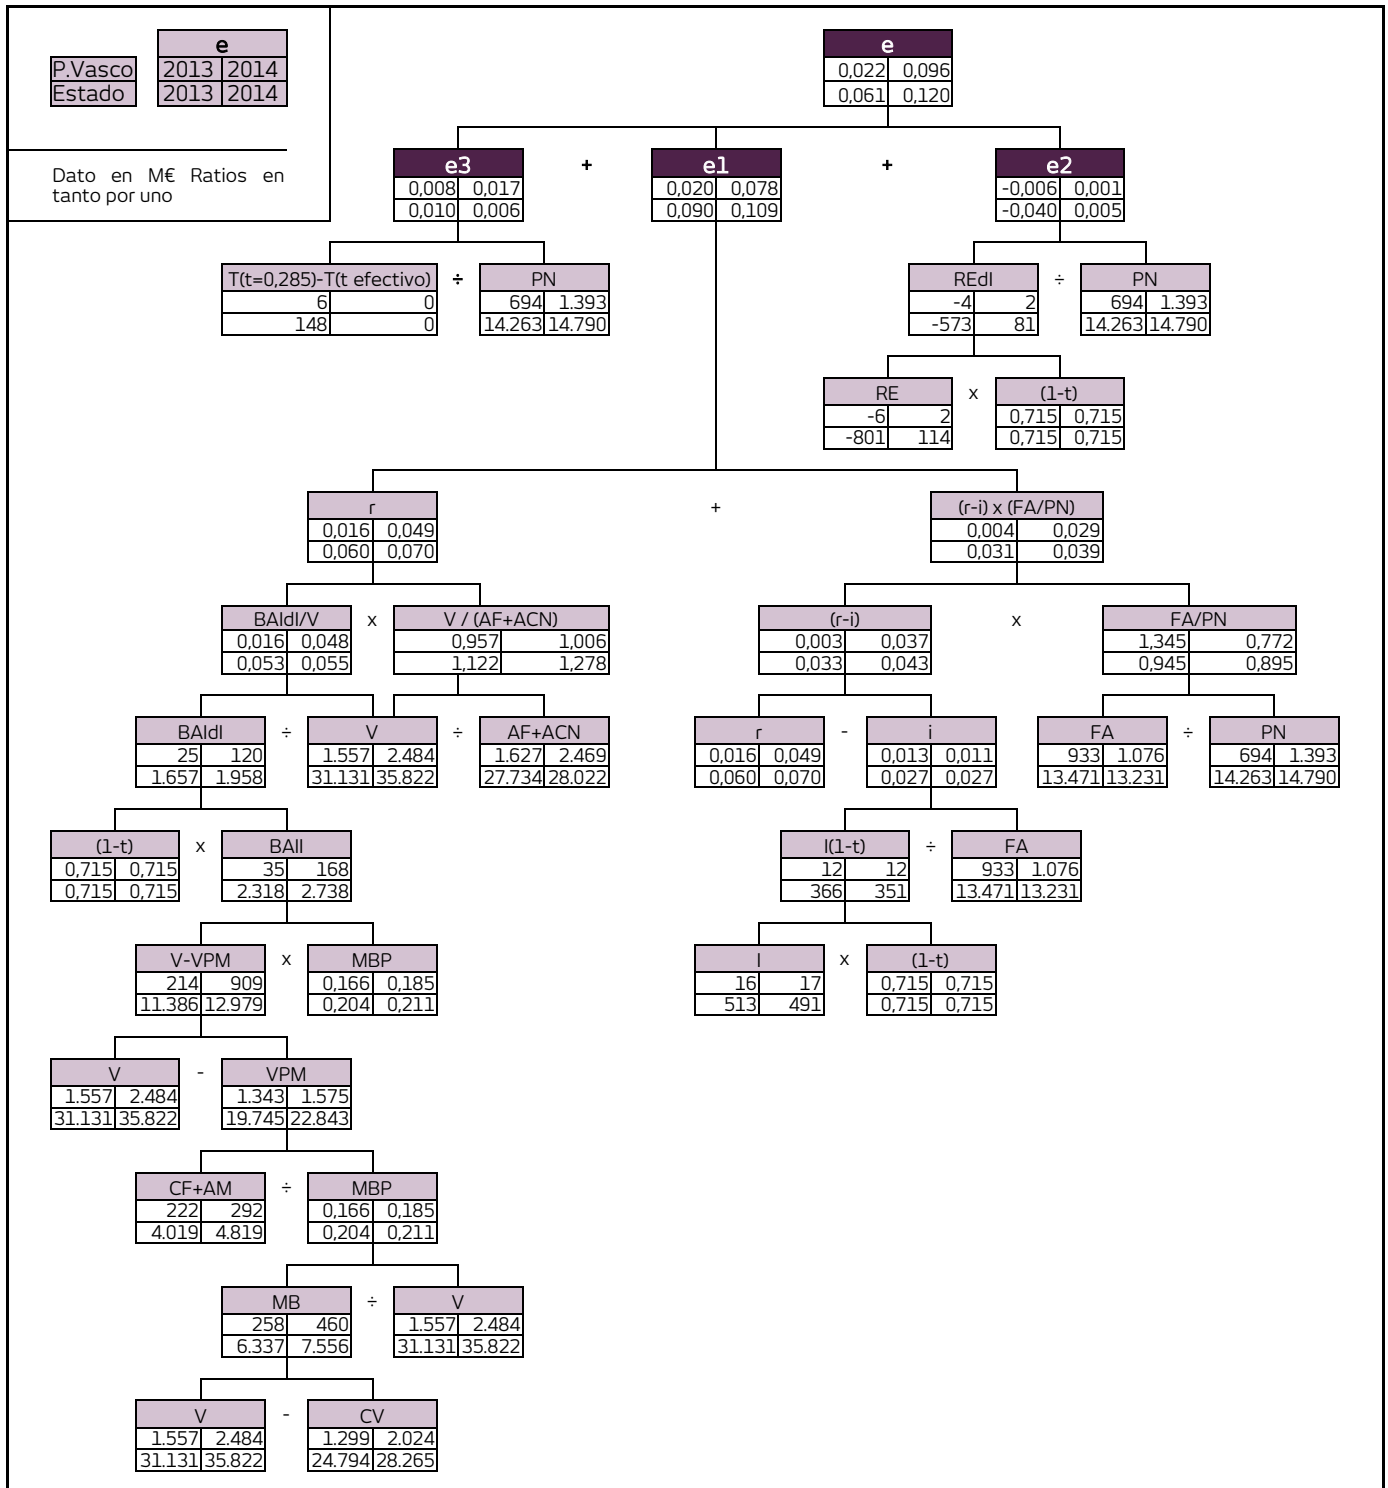 e
P.Vasco 2013 2014
Estado 2013 2014
Dato en M€ Ratios en
tanto por uno
e
0,022 0,096
0,061 0,120
e3 + e1 + e2
0,008 0,017 0,020 0,078 -0,006 0,001
0,010 0,006 0,090 0,109 -0,040 0,005
T(t=0,285)-T(t efectivo) ÷ PN REdI ÷ PN
6 0 694 1.393 -4 2 694 1.393
148 0 14.263 14.790 -573 81 14.263 14.790
RE x (1-t)
-6 2 0,715 0,715
-801 114 0,715 0,715
r + (r-i) x (FA/PN)
0,016 0,049 0,004 0,029
0,060 0,070 0,031 0,039
BAIdI/V x V / (AF+ACN) (r-i) x FA/PN
0,016 0,048 0,957 1,006 0,003 0,037 1,345 0,772
0,053 0,055 1,122 1,278 0,033 0,043 0,945 0,895
BAIdI ÷ V ÷ AF+ACN r - i FA ÷ PN
25 120 1.557 2.484 1.627 2.469 0,016 0,049 0,013 0,011 933 1.076 694 1.393
1.657 1.958 31.131 35.822 27.734 28.022 0,060 0,070 0,027 0,027 13.471 13.231 14.263 14.790
(1-t) x BAII I(1-t) ÷ FA
0,715 0,715 35 168 12 12 933 1.076
0,715 0,715 2.318 2.738 366 351 13.471 13.231
V-VPM x MBP I x (1-t)
214 909 0,166 0,185 16 17 0,715 0,715
11.386 12.979 0,204 0,211 513 491 0,715 0,715
V - VPM
1.557 2.484 1.343 1.575
31.131 35.822 19.745 22.843
CF+AM ÷ MBP
222 292 0,166 0,185
4.019 4.819 0,204 0,211
MB ÷ V
258 460 1.557 2.484
6.337 7.556 31.131 35.822
V - CV
1.557 2.484 1.299 2.024
31.131 35.822 24.794 28.265